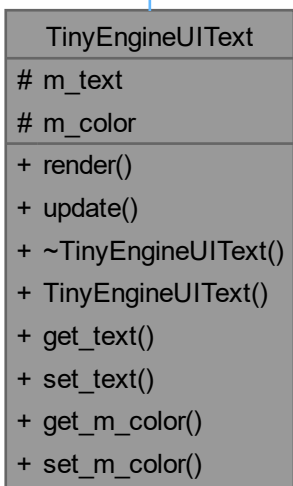 TinyEngineUIText
# m_text
# m_color
+ render()
+ update()
+ ~TinyEngineUIText()
+ TinyEngineUIText()
+ get_text()
+ set_text()
+ get_m_color()
+ set_m_color()